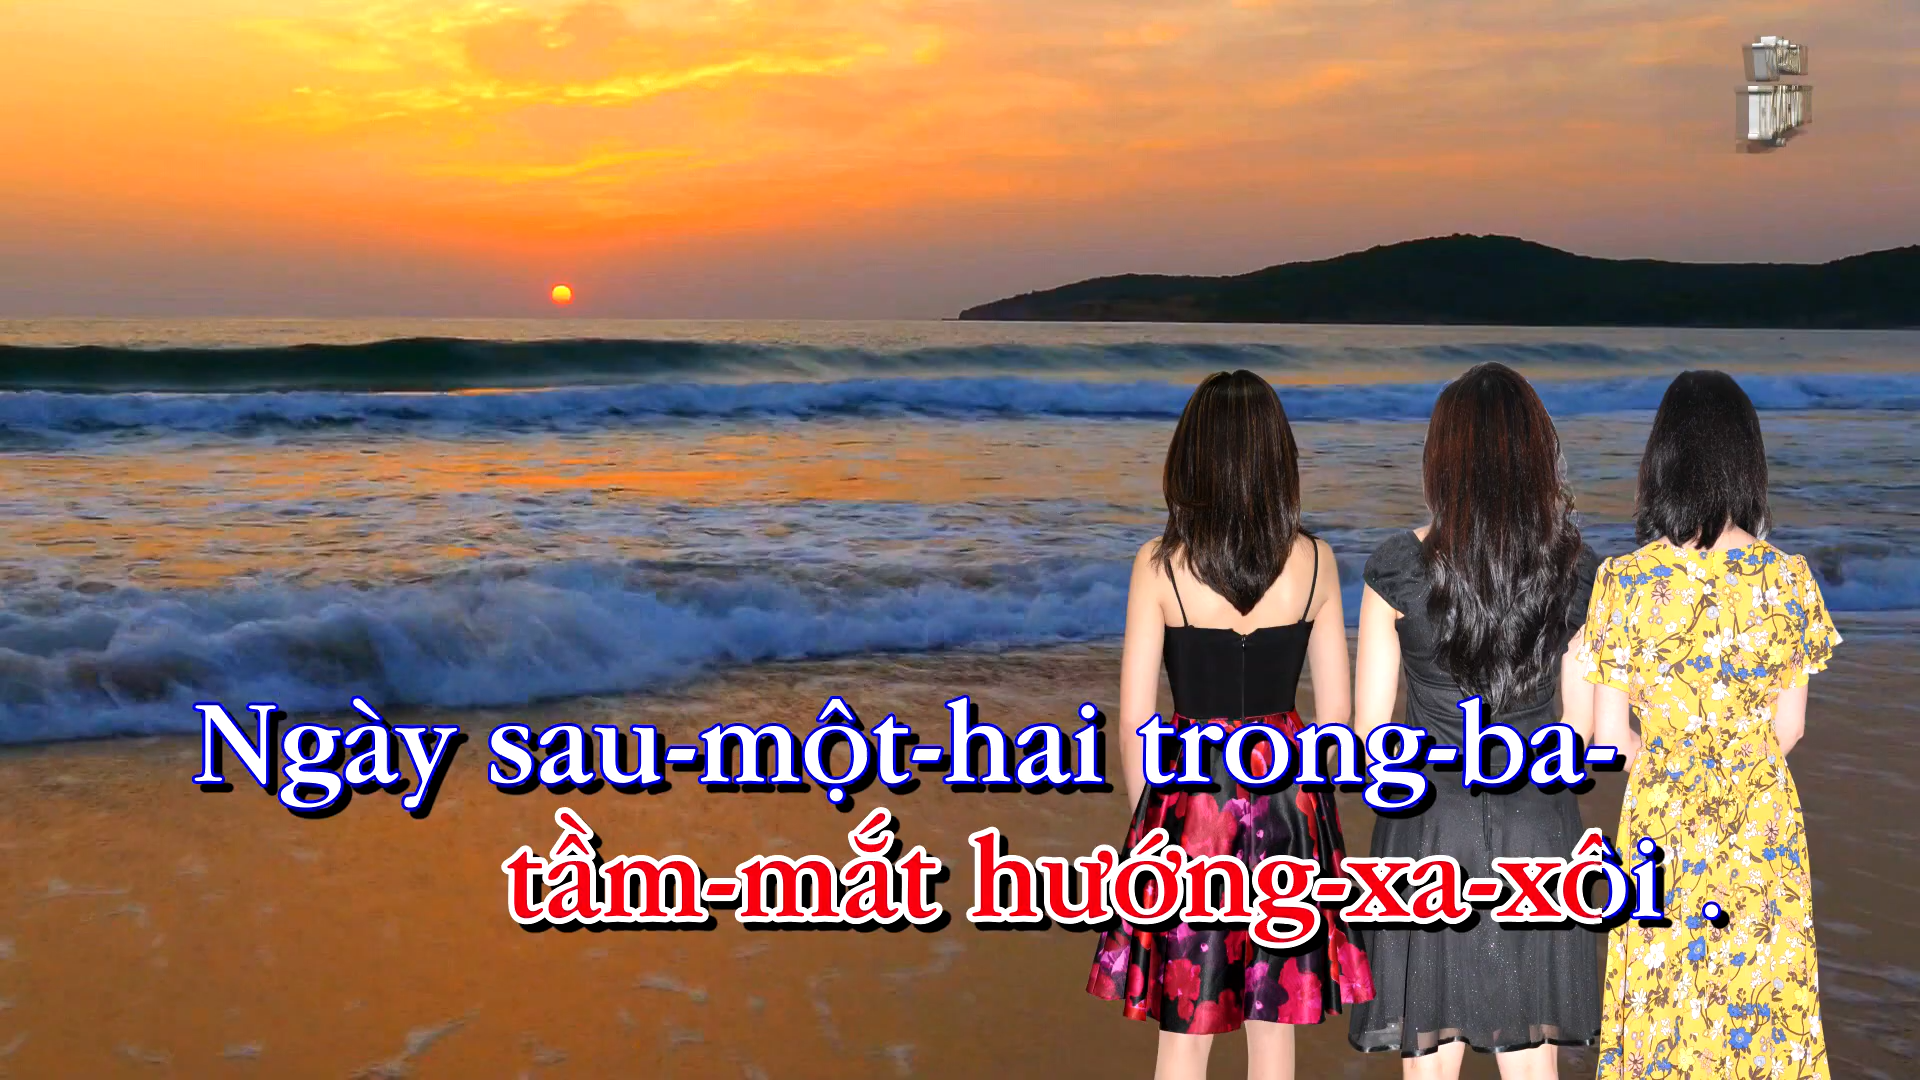 Ngày sau-một-hai trong-ba-
tầm-mắt hướng-xa-xôi .